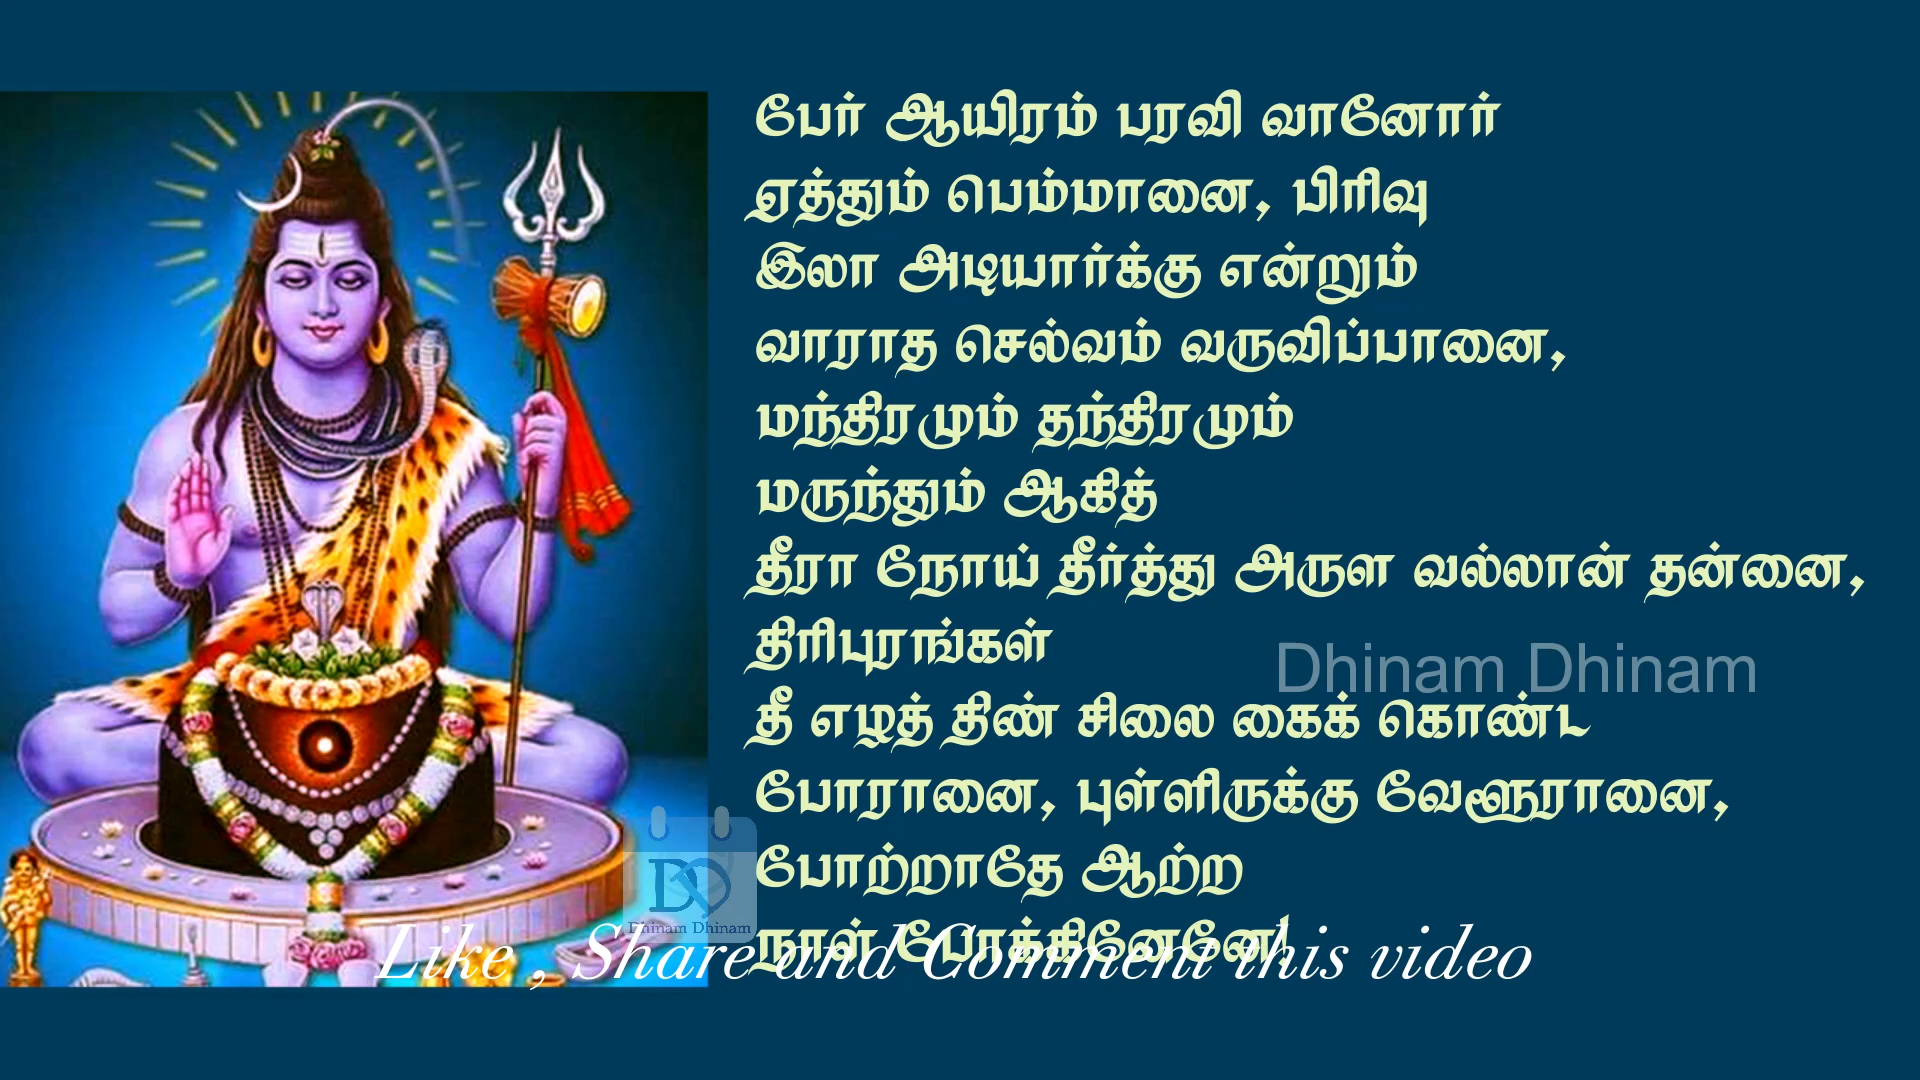 பேர் ஆயிரம் பரவி வானோர்
ஏத்தும் பெம்மானை, பிரிவு
இலா அடியார்க்கு என்றும்
வாராத செல்வம் வருவிப்பானை,
மந்திரமும் தந்திரமும்
மருந்தும் ஆகித்
தீரா நோய் தீர்த்து அருள வல்லான் தன்னை,
திரிபுரங்கள்
Dhinam Dhinam
தீ எழத் திண் சிலை கைக் கொண்ட
போரானை, புள்ளிருக்கு வேளூரானை,
போற்றாதே ஆற்ற
நாள் போக்கினேனே!
Dhinam Dhinam
Like , Share and Comment this video